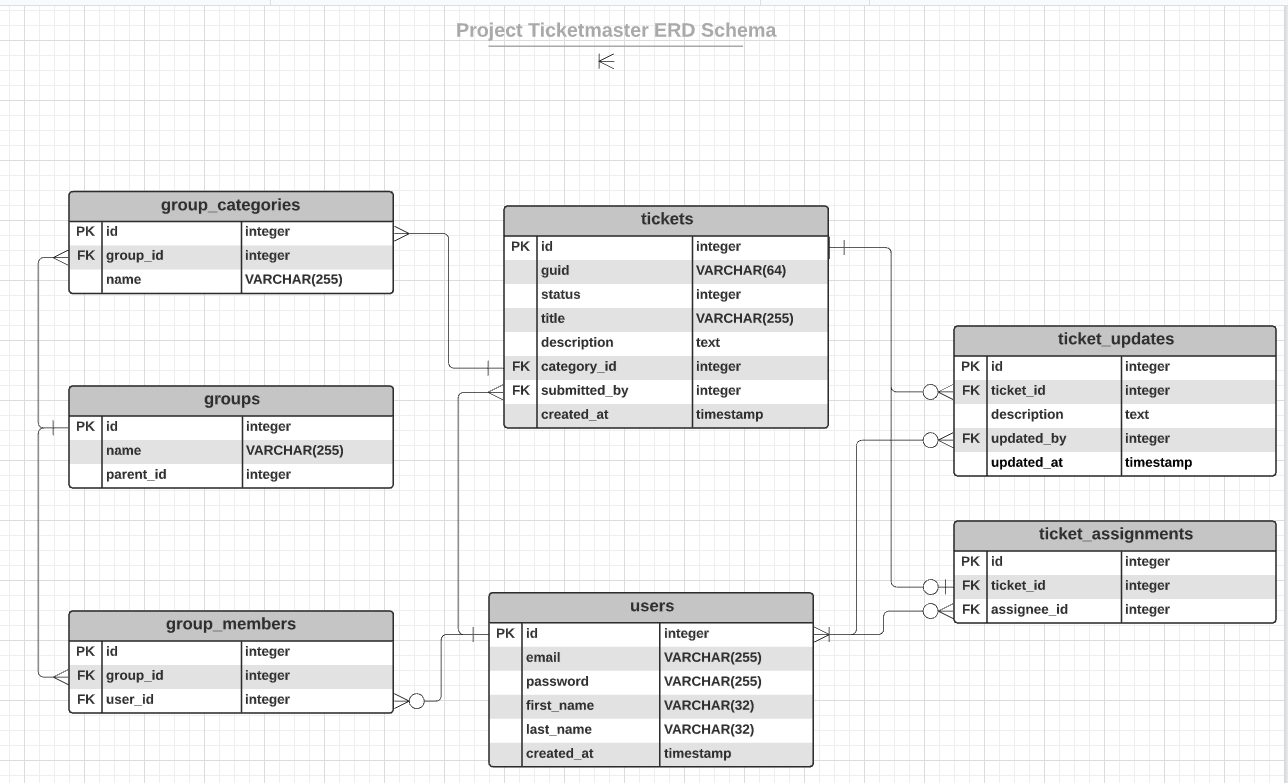 Project Ticketmaster ERD Schema
group_categories
PK id integer
FK group_id integer
name VARCHAR(255)
groups
PK id integer
name VARCHAR(255)
parent_id integer
group_members
PK id integer
FK group_id integer
FK user_id integer
tickets
PK id integer
guid VARCHAR(64)
status integer
title VARCHAR(255)
description text
FK category_id integer
FK submitted_by integer
created_at timestamp
users
PK id integer
email VARCHAR(255)
password VARCHAR(255)
first_name VARCHAR(32)
last_name VARCHAR(32)
created_at timestamp
ticket_updates
PK id integer
FK ticket_id integer
description text
FK updated_by integer
updated_at timestamp
ticket_assignments
PK id integer
FK ticket_id integer
FK assignee_id integer